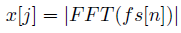 x[j] = |FFT(fs[n])|